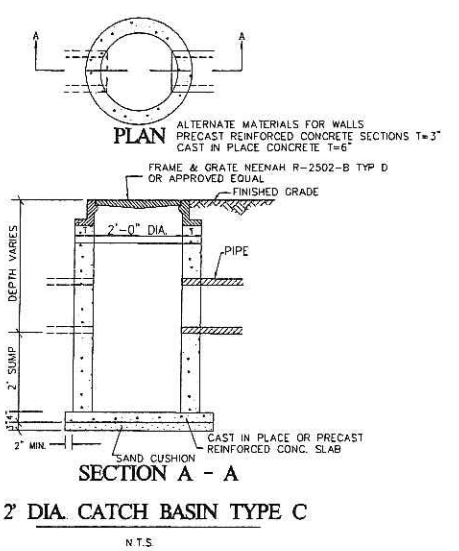 A A
PLAN
ALTERNATE MATERIALS FOR WALLS
PRECAST REINFORCED CONCRETE SECTIONS T=3"
CAST IN PLACE CONCRETE T=6"
FRAME & GRATE NEENAH R-2502-B TYP D
OR APPROVED EQUAL
FINISHED GRADE
T 2'-0" DIA. T
PIPE
DEPTH VARIES
2' SUMP
2" MIN.
SAND CUSHION
CAST IN PLACE OR PRECAST
REINFORCED CONC. SLAB
SECTION A - A
2' DIA. CATCH BASIN TYPE C
N.T.S.